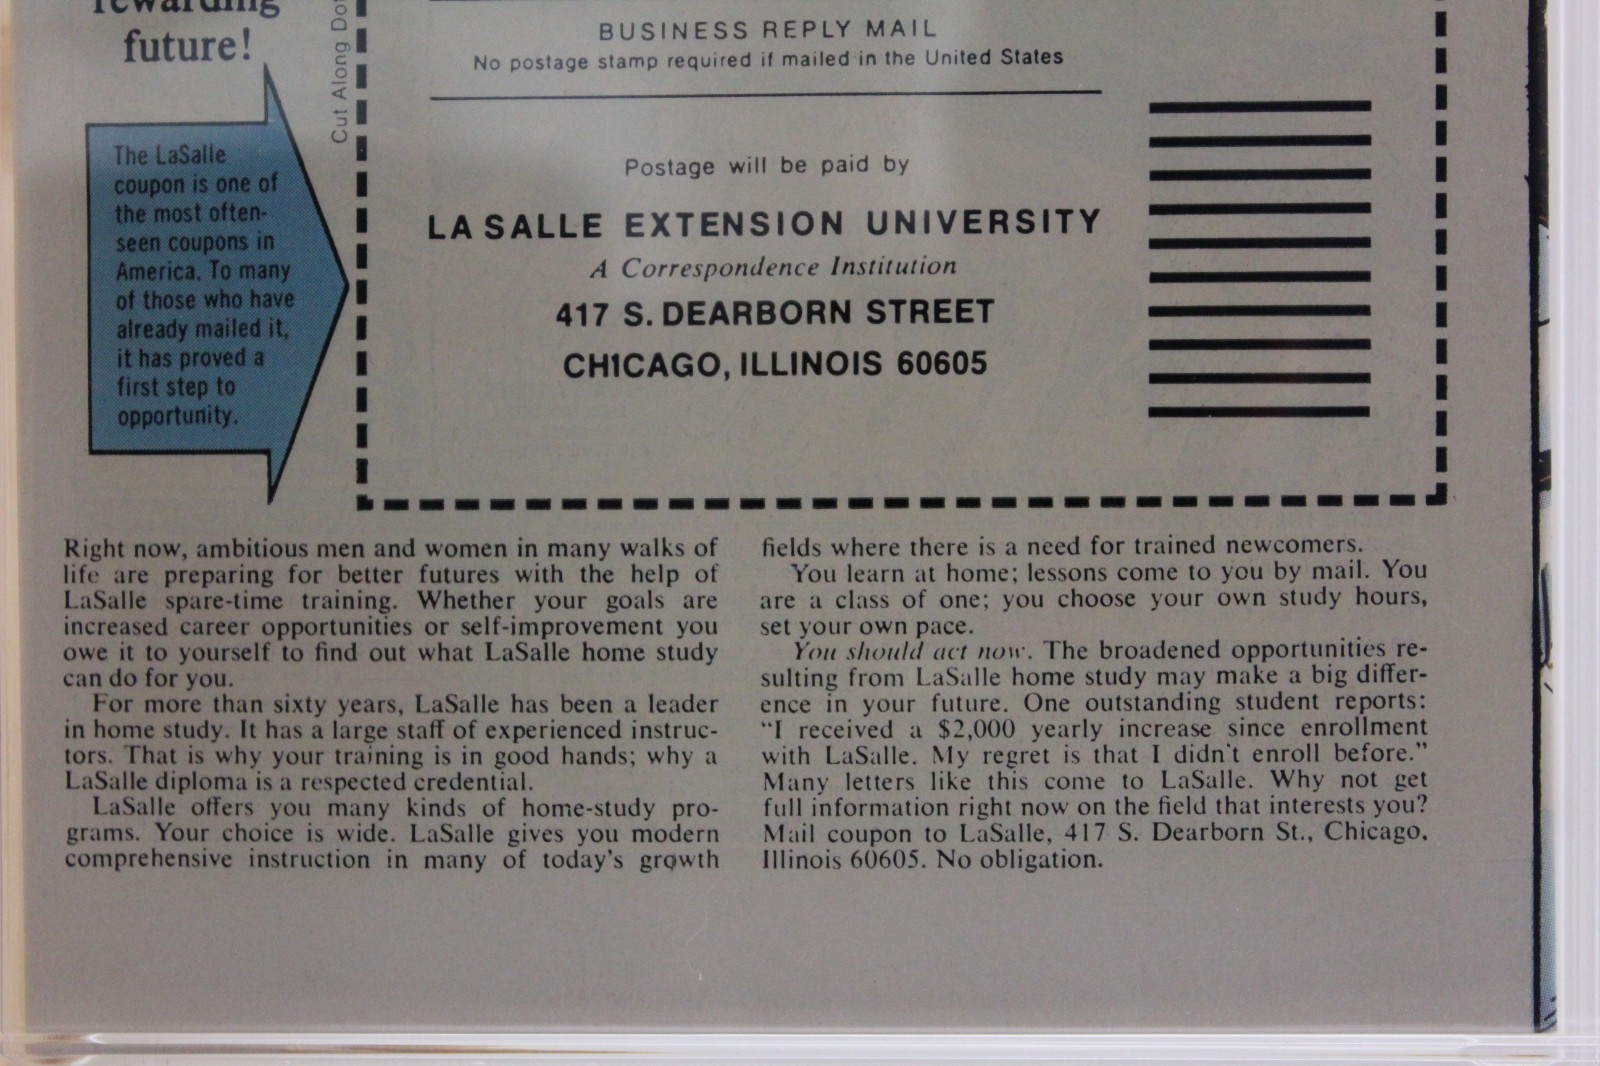 rewarding
future!
Cut Along Dot
BUSINESS REPLY MAIL
No postage stamp required if mailed in the United States
Postage will be paid by
LA SALLE EXTENSION UNIVERSITY
A Correspondence Institution
417 S. DEARBORN STREET
CHICAGO, ILLINOIS 60605
The LaSalle
coupon is one of
the most often-
seen coupons in
America. To many
of those who have
already mailed it,
it has proved a
first step to
opportunity.
Right now, ambitious men and women in many walks of
life are preparing for better futures with the help of
LaSalle spare-time training. Whether your goals are
increased career opportunities or self-improvement you
owe it to yourself to find out what LaSalle home study
can do for you.
For more than sixty years, LaSalle has been a leader
in home study. It has a large staff of experienced instruc-
tors. That is why your training is in good hands; why a
LaSalle diploma is a respected credential.
LaSalle offers you many kinds of home-study pro-
grams. Your choice is wide. LaSalle gives you modern
comprehensive instruction in many of today's growth
fields where there is a need for trained newcomers.
You learn at home; lessons come to you by mail. You
are a class of one; you choose your own study hours,
set your own pace.
You should act now. The broadened opportunities re-
sulting from LaSalle home study may make a big differ-
ence in your future. One outstanding student reports:
"I received a $2,000 yearly increase since enrollment
with LaSalle. My regret is that I didn't enroll before."
Many letters like this come to LaSalle. Why not get
full information right now on the field that interests you?
Mail coupon to LaSalle, 417 S. Dearborn St., Chicago,
Illinois 60605. No obligation.